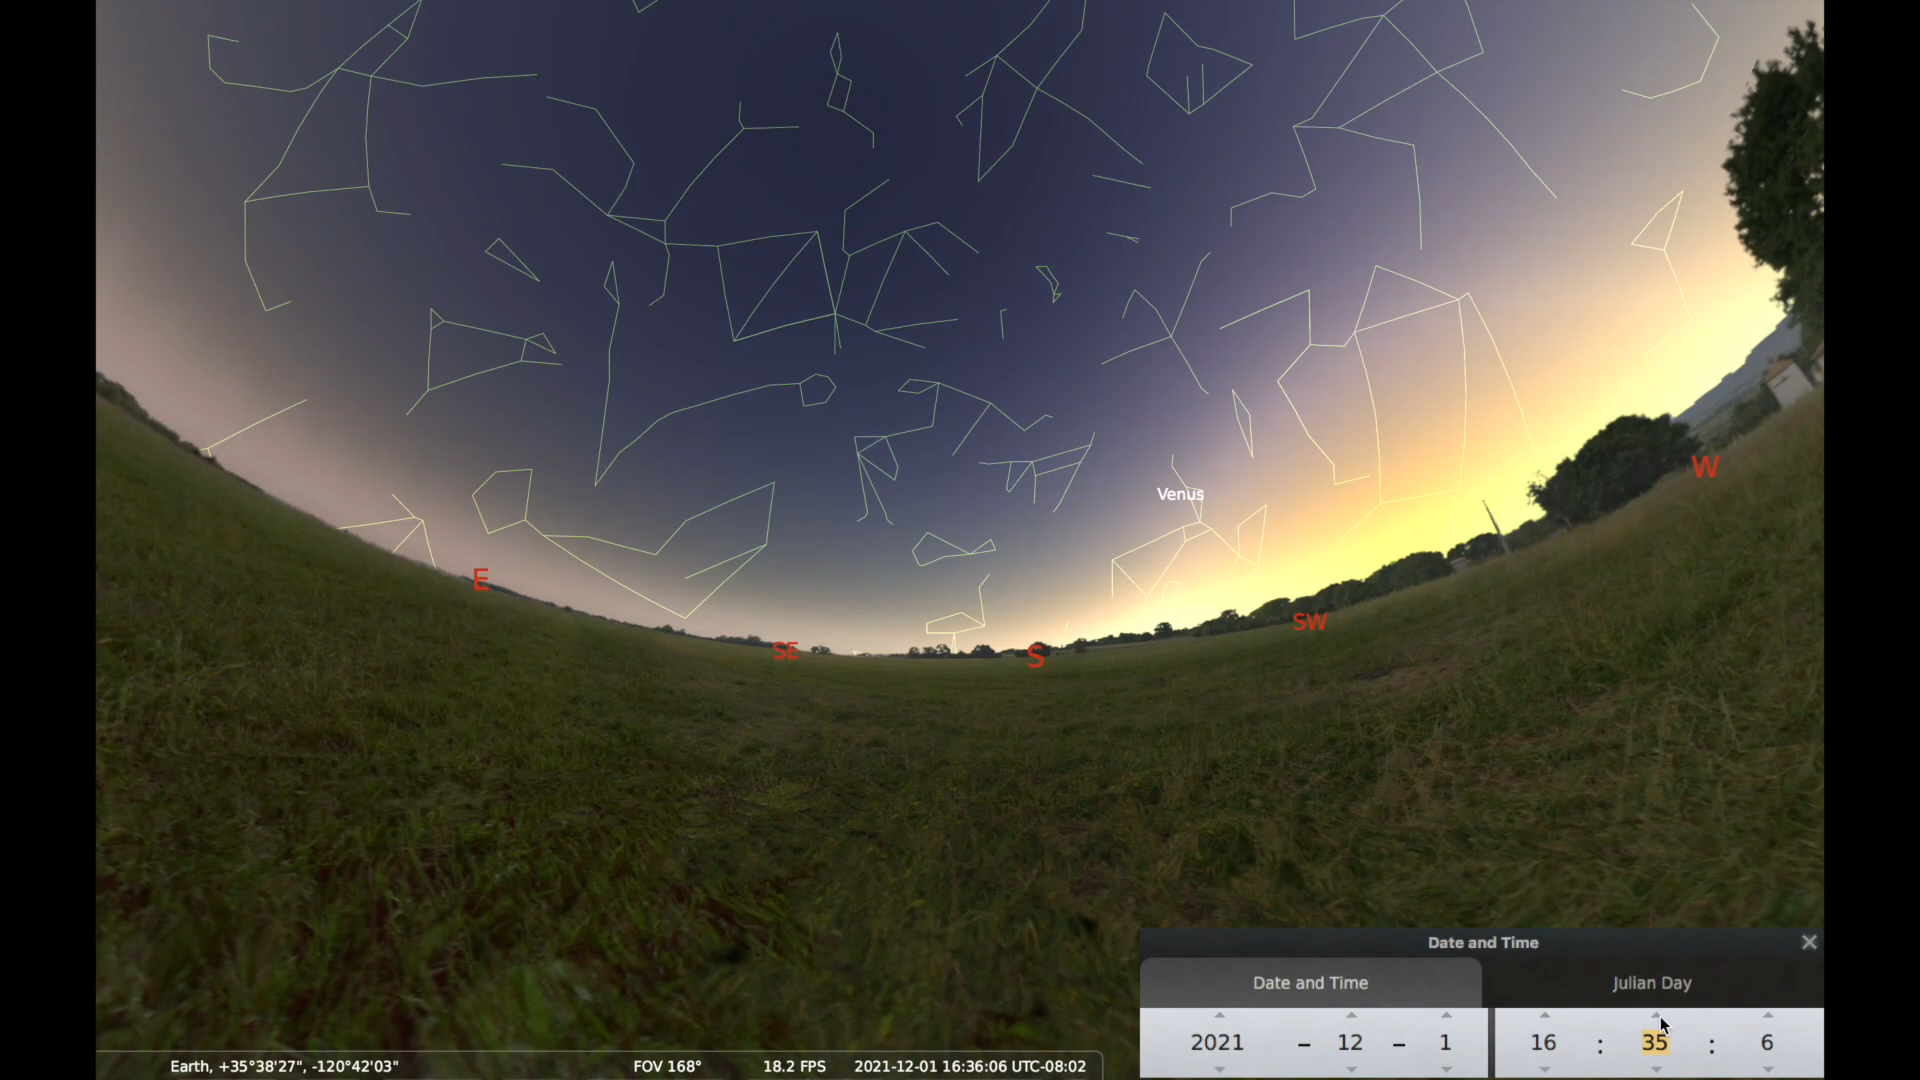 W
Venus
E
SW
SE
S
Date and Time
Date and Time Julian Day
2021 – 12 – 1 16 : 35 : 6
Earth, +35°38'27", -120°42'03" FOV 168° 18.2 FPS 2021-12-01 16:36:06 UTC-08:02